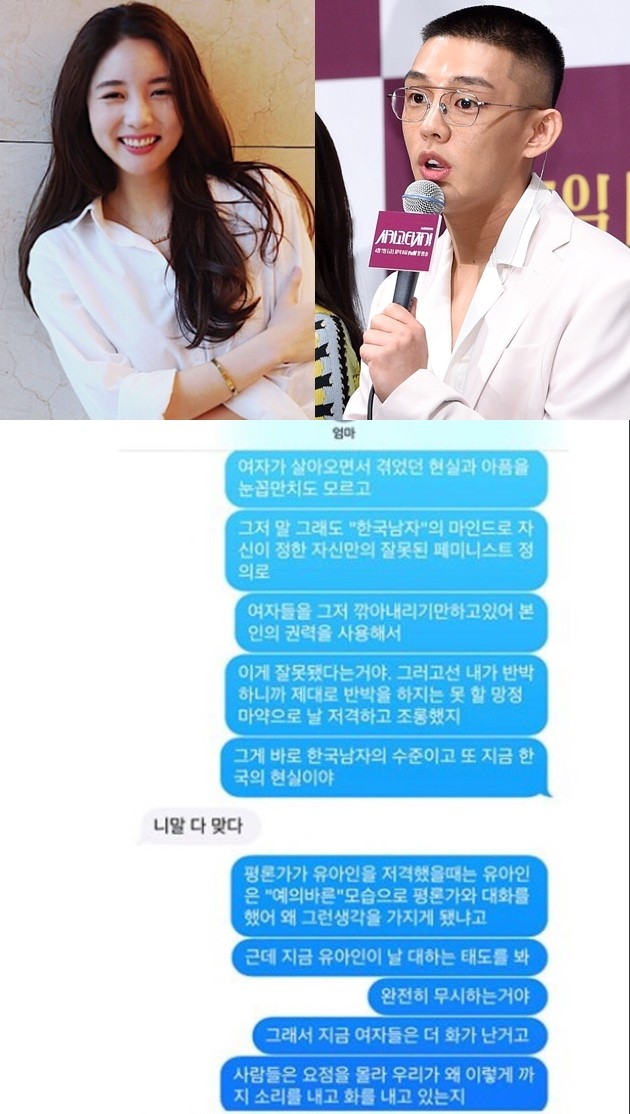 시카고타자기
엄마
여자가 살아오면서 겪었던 현실과 아픔을
눈꼽만치도 모르고
그저 말 그래도 "한국남자"의 마인드로 자
신이 정한 자신만의 잘못된 페미니스트 정
의로
여자들을 그저 깎아내리기만하고있어 본
인의 권력을 사용해서
이게 잘못됐다는거야. 그러고선 내가 반박
하니까 제대로 반박을 하지는 못 할 망정
마약으로 날 저격하고 조롱했지
그게 바로 한국남자의 수준이고 또 지금 한
국의 현실이야
니말 다 맞다
평론가가 유아인을 저격했을때는 유아인
은 "예의바른"모습으로 평론가와 대화를
했어 왜 그런생각을 가지게 됐냐고
근데 지금 유아인이 날 대하는 태도를 봐
완전히 무시하는거야
그래서 지금 여자들은 더 화가 난거고
사람들은 요점을 몰라 우리가 왜 이렇게 까
지 소리를 내고 화를 내고 있는지